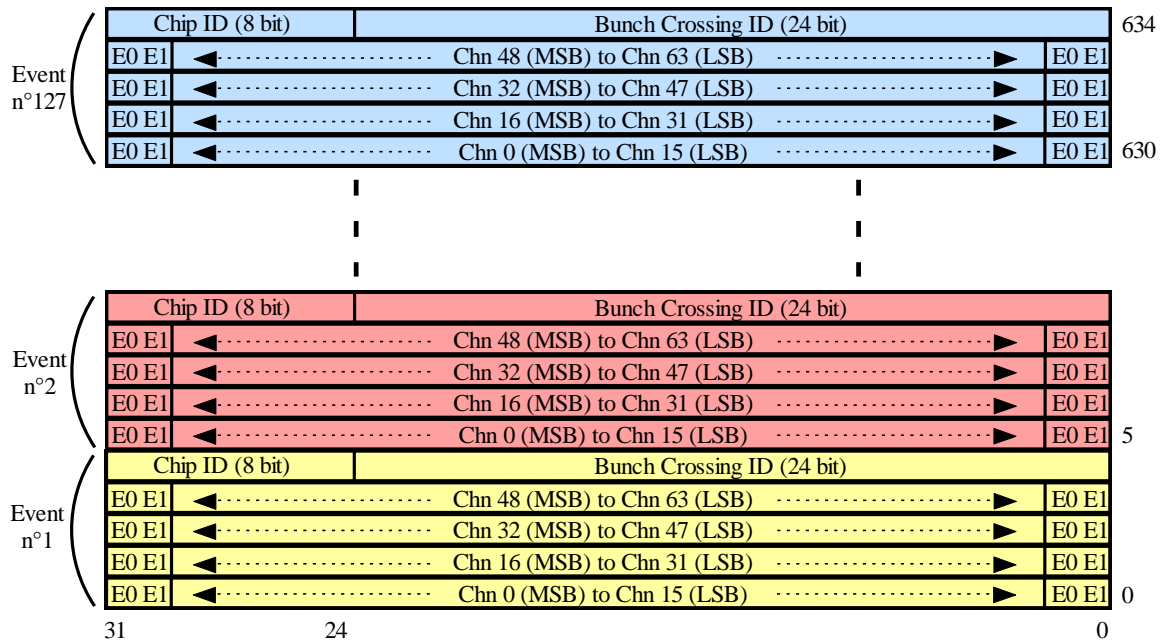 Chip ID (8 bit) Bunch Crossing ID (24 bit) 634
E0 E1 Chn 48 (MSB) to Chn 63 (LSB) E0 E1
Event
n°127
E0 E1 Chn 32 (MSB) to Chn 47 (LSB) E0 E1
E0 E1 Chn 16 (MSB) to Chn 31 (LSB) E0 E1
E0 E1 Chn 0 (MSB) to Chn 15 (LSB) E0 E1 630
Chip ID (8 bit) Bunch Crossing ID (24 bit)
E0 E1 Chn 48 (MSB) to Chn 63 (LSB) E0 E1
Event
n°2
E0 E1 Chn 32 (MSB) to Chn 47 (LSB) E0 E1
E0 E1 Chn 16 (MSB) to Chn 31 (LSB) E0 E1
E0 E1 Chn 0 (MSB) to Chn 15 (LSB) E0 E1 5
Chip ID (8 bit) Bunch Crossing ID (24 bit)
E0 E1 Chn 48 (MSB) to Chn 63 (LSB) E0 E1
Event
n°1
E0 E1 Chn 32 (MSB) to Chn 47 (LSB) E0 E1
E0 E1 Chn 16 (MSB) to Chn 31 (LSB) E0 E1
E0 E1 Chn 0 (MSB) to Chn 15 (LSB) E0 E1 0
31 24 0